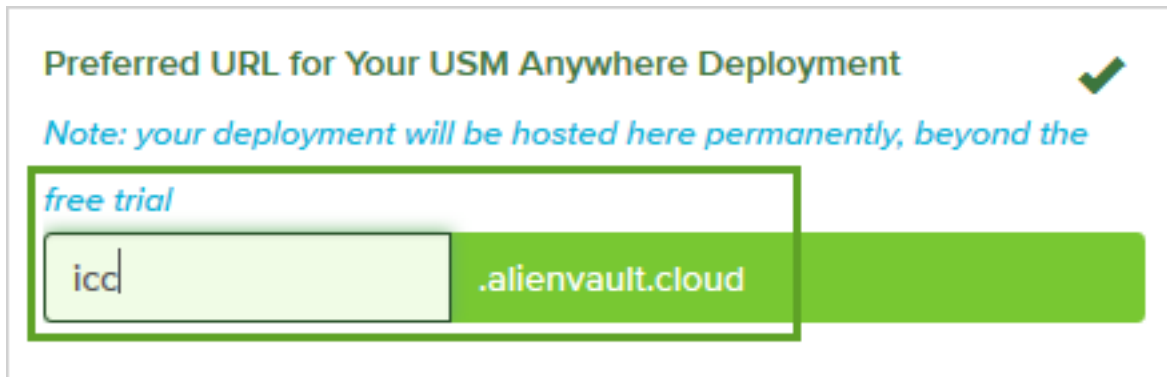 Preferred URL for Your USM Anywhere Deployment
Note: your deployment will be hosted here permanently, beyond the
free trial
icc .alienvault.cloud